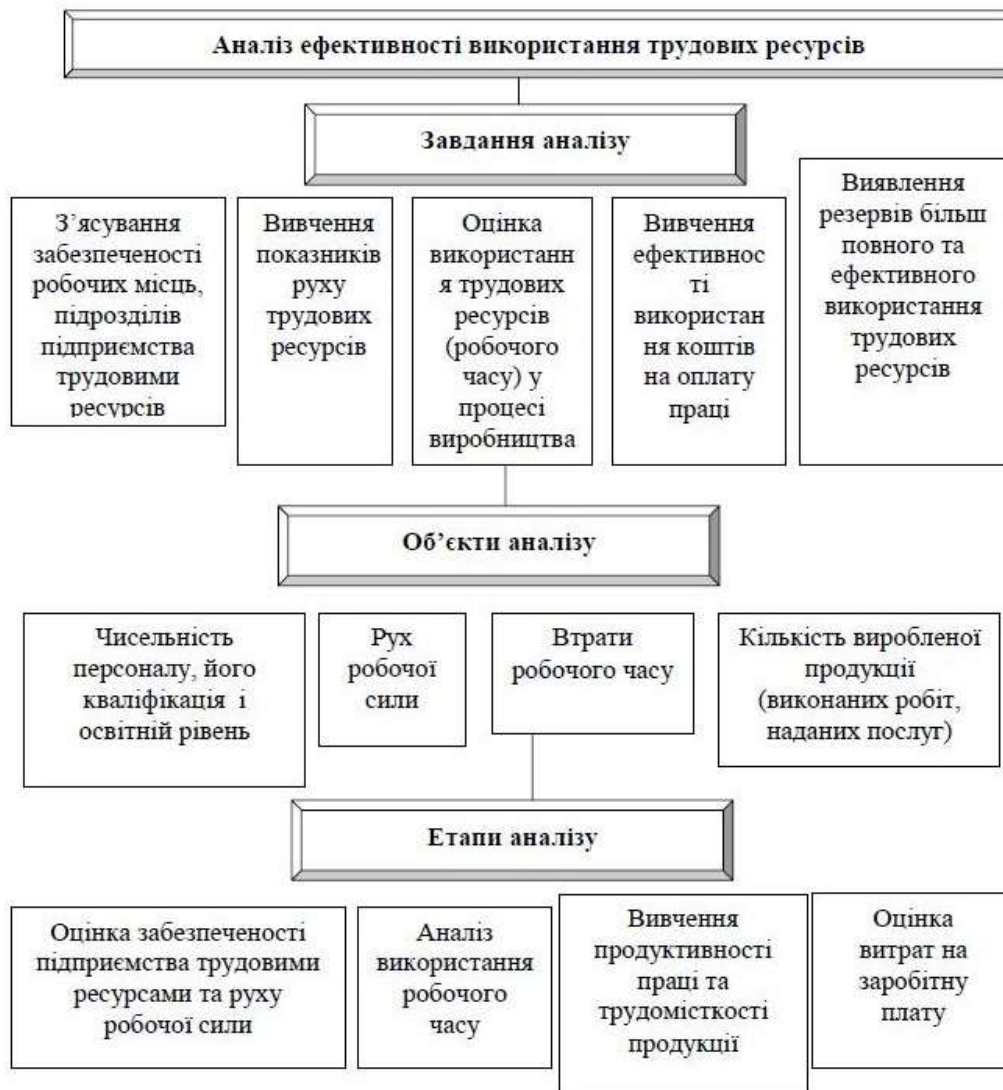 Аналіз ефективності використання трудових ресурсів
Завдання аналізу
З’ясування
забезпеченості
робочих місць,
підрозділів
підприємства
трудовими
ресурсів
Вивчення
показників
руху
трудових
ресурсів
Оцінка
використанн
я трудових
ресурсів
(робочого
часу) у
процесі
виробництва
Вивчення
ефективнос
ті
використан
ня коштів
на оплату
праці
Виявлення
резервів більш
повного та
ефективного
використання
трудових
ресурсів
Об’єкти аналізу
Чисельність
персоналу, його
кваліфікація і
освітній рівень
Рух
робочої
сили
Втрати
робочого часу
Кількість виробленої
продукції
(виконаних робіт,
наданих послуг)
Етапи аналізу
Оцінка забезпеченості
підприємства трудовими
ресурсами та руху
робочої сили
Аналіз
використання
робочого
часу
Вивчення
продуктивності
праці та
трудомісткості
продукції
Оцінка
витрат на
заробітну
плату